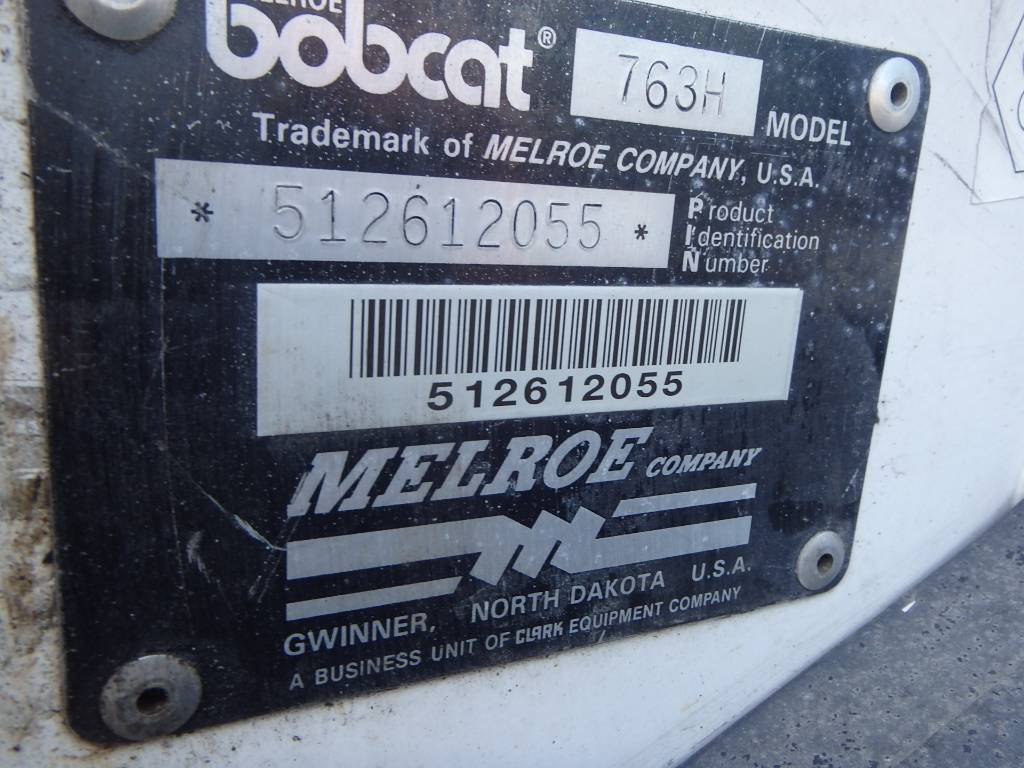 MELROE
bobcat® 763H MODEL
Trademark of MELROE COMPANY, U.S.A.
* 512612055 * Product
Identification
Number
512612055
MELROE COMPANY
GWINNER, NORTH DAKOTA U.S.A.
A BUSINESS UNIT OF CLARK EQUIPMENT COMPANY